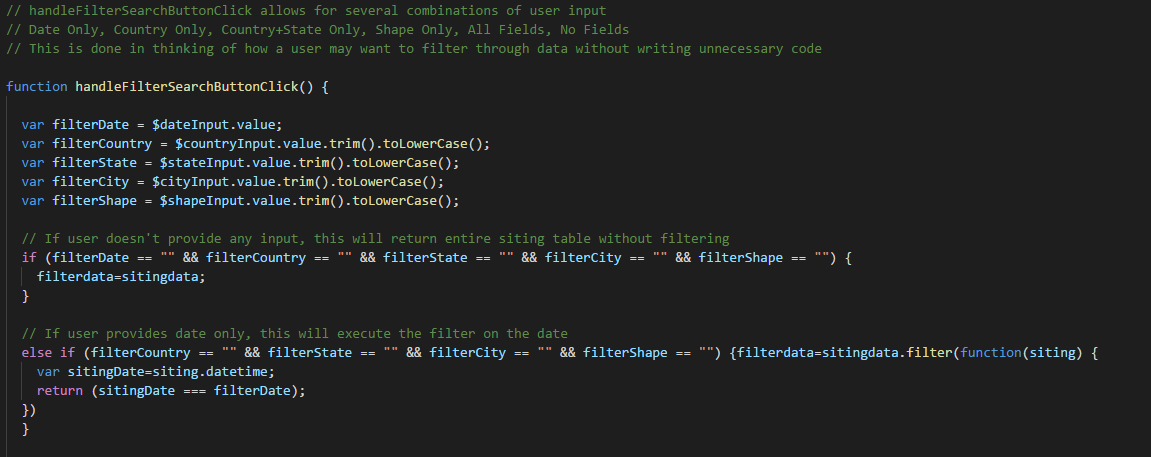 // handleFilterSearchButtonClick allows for several combinations of user input
// Date Only, Country Only, Country+State Only, Shape Only, All Fields, No Fields
// This is done in thinking of how a user may want to filter through data without writing unnecessary code
function handleFilterSearchButtonClick() {
var filterDate = $dateInput.value;
var filterCountry = $countryInput.value.trim().toLowerCase();
var filterState = $stateInput.value.trim().toLowerCase();
var filterCity = $cityInput.value.trim().toLowerCase();
var filterShape = $shapeInput.value.trim().toLowerCase();
// If user doesn't provide any input, this will return entire siting table without filtering
if (filterDate == "" && filterCountry == "" && filterState == "" && filterCity == "" && filterShape == "") {
filterdata=sitingdata;
}
// If user provides date only, this will execute the filter on the date
else if (filterCountry == "" && filterState == "" && filterCity == "" && filterShape == "") {filterdata=sitingdata.filter(function(siting) {
var sitingDate=siting.datetime;
return (sitingDate === filterDate);
})
}